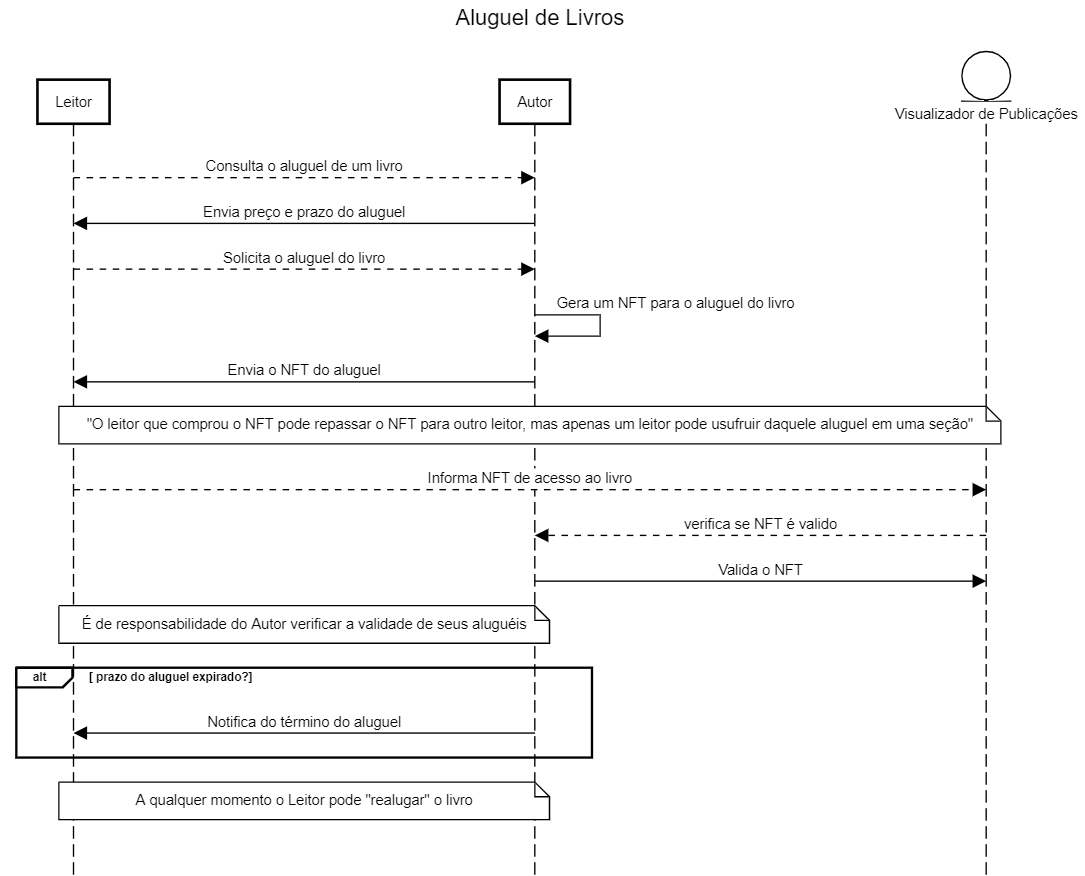 Aluguel de Livros
Leitor
Autor
Visualizador de Publicações
Consulta o aluguel de um livro
Envia preço e prazo do aluguel
Solicita o aluguel do livro
Gera um NFT para o aluguel do livro
Envia o NFT do aluguel
"O leitor que comprou o NFT pode repassar o NFT para outro leitor, mas apenas um leitor pode usufruir daquele aluguel em uma seção"
Informa NFT de acesso ao livro
verifica se NFT é valido
Valida o NFT
É de responsabilidade do Autor verificar a validade de seus aluguéis
alt [ prazo do aluguel expirado?]
Notifica do término do aluguel
A qualquer momento o Leitor pode "realugar" o livro